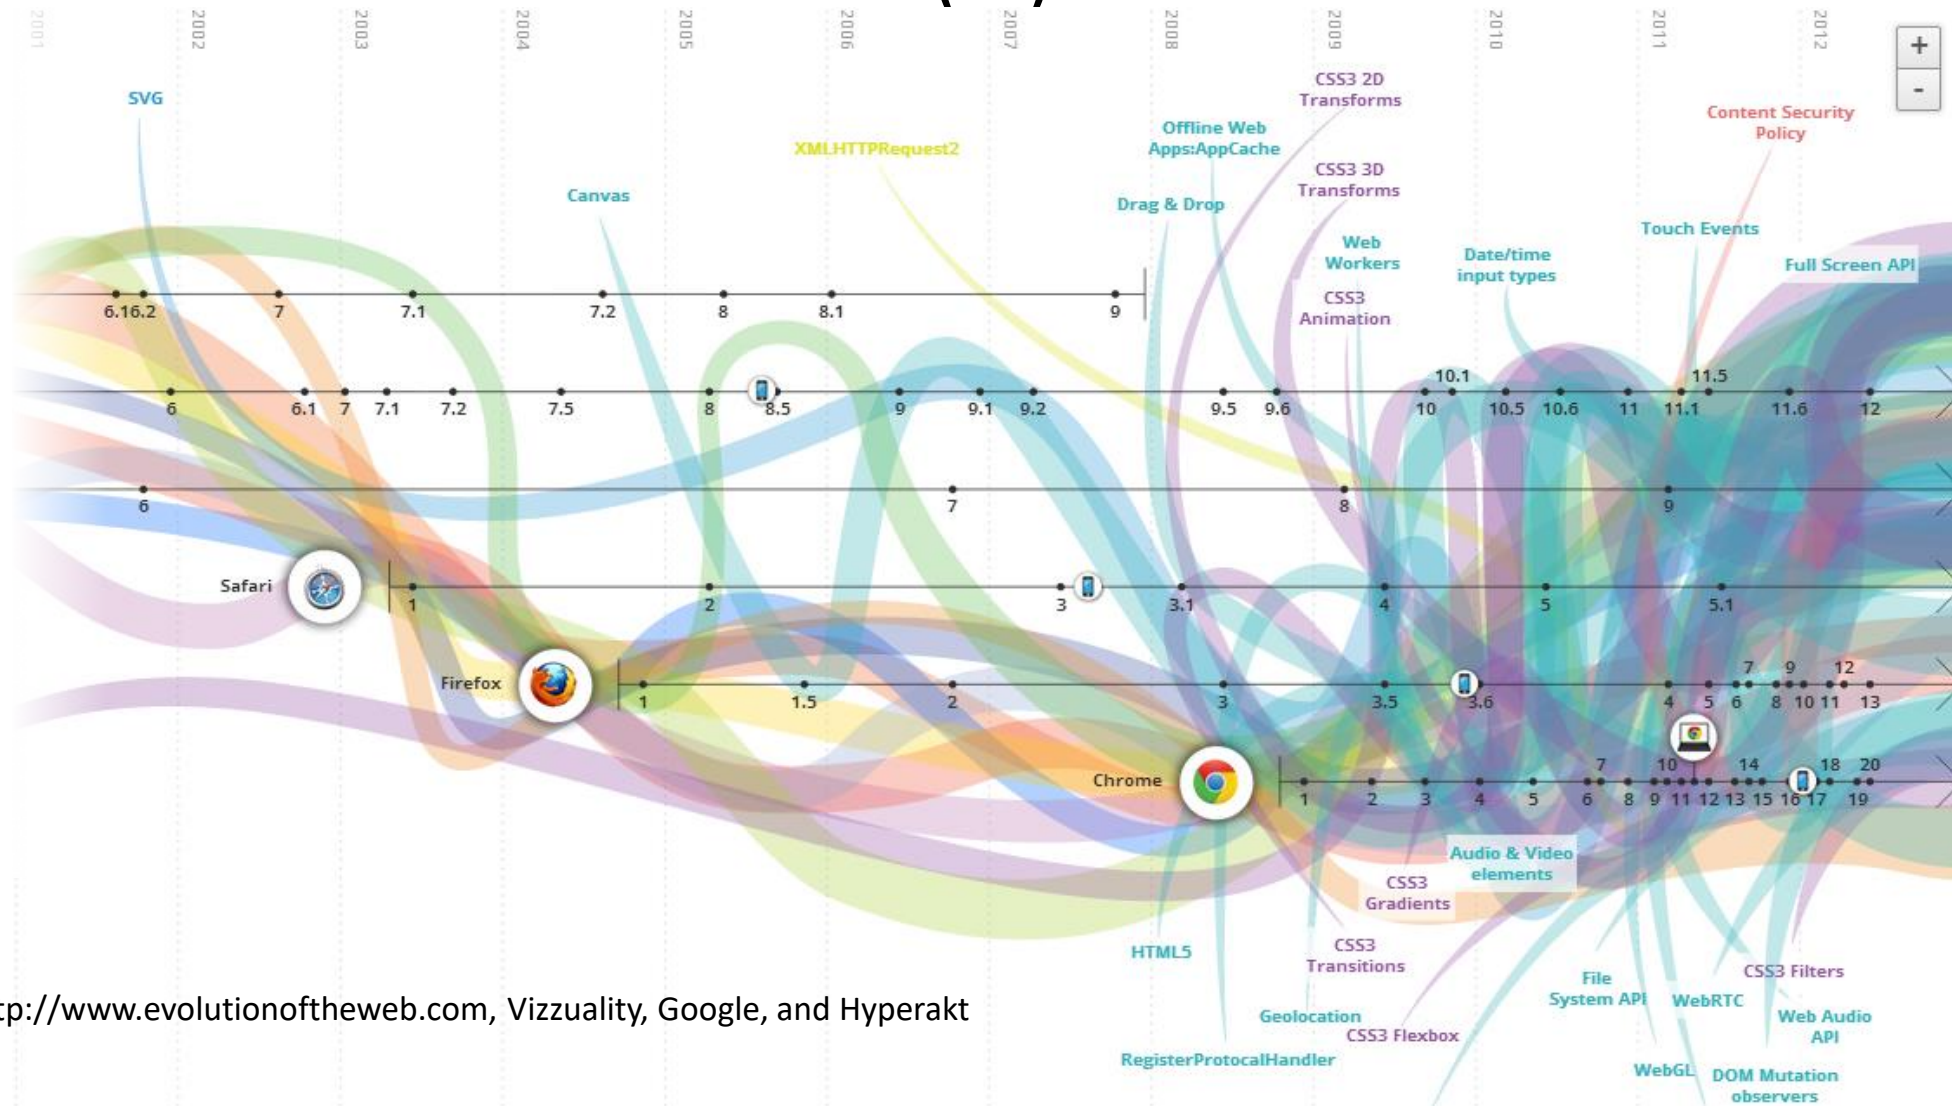 2001 2002 2003 2004 2005 2006 2007 2008 2009 2010 2011 2012
+
-
SVG
Canvas
XMLHTTPRequest2
Offline Web
Apps:AppCache
Drag & Drop
CSS3 2D
Transforms
CSS3 3D
Transforms
Web
Workers
CSS3
Animation
Date/time
input types
Content Security
Policy
Touch Events
Full Screen API
6.1 6.2 7 7.1 7.2 8 8.1 9
10.1 11.5
6 6.1 7 7.1 7.2 7.5 8 8.5 9 9.1 9.2 9.5 9.6 10 10.5 10.6 11 11.1 11.6 12
6 7 8 9
Safari
1 2 3 3.1 4 5 5.1
Firefox
7 9 12
1 1.5 2 3 3.5 3.6 4 5 6 8 10 11 13
Chrome
7 10 14 18 20
1 2 3 4 5 6 8 9 11 12 13 15 16 17 19
Audio & Video
elements
CSS3
Gradients
HTML5
CSS3
Transitions
File
System API
CSS3 Filters
WebRTC
Geolocation
CSS3 Flexbox
Web Audio
API
RegisterProtocalHandler
WebGL
DOM Mutation
observers
tp://www.evolutionoftheweb.com, Vizzuality, Google, and Hyperakt